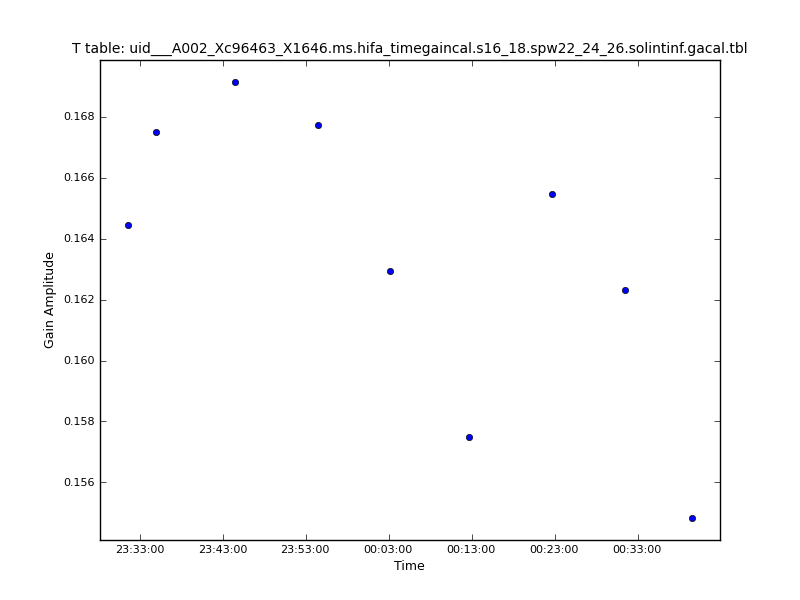 T table: uid___A002_Xc96463_X1646.ms.hifa_timegaincal.s16_18.spw22_24_26.solintinf.gacal.tbl
0.168
0.166
0.164
0.162
0.160
0.158
0.156
Gain Amplitude
23:33:00 23:43:00 23:53:00 00:03:00 00:13:00 00:23:00 00:33:00
Time